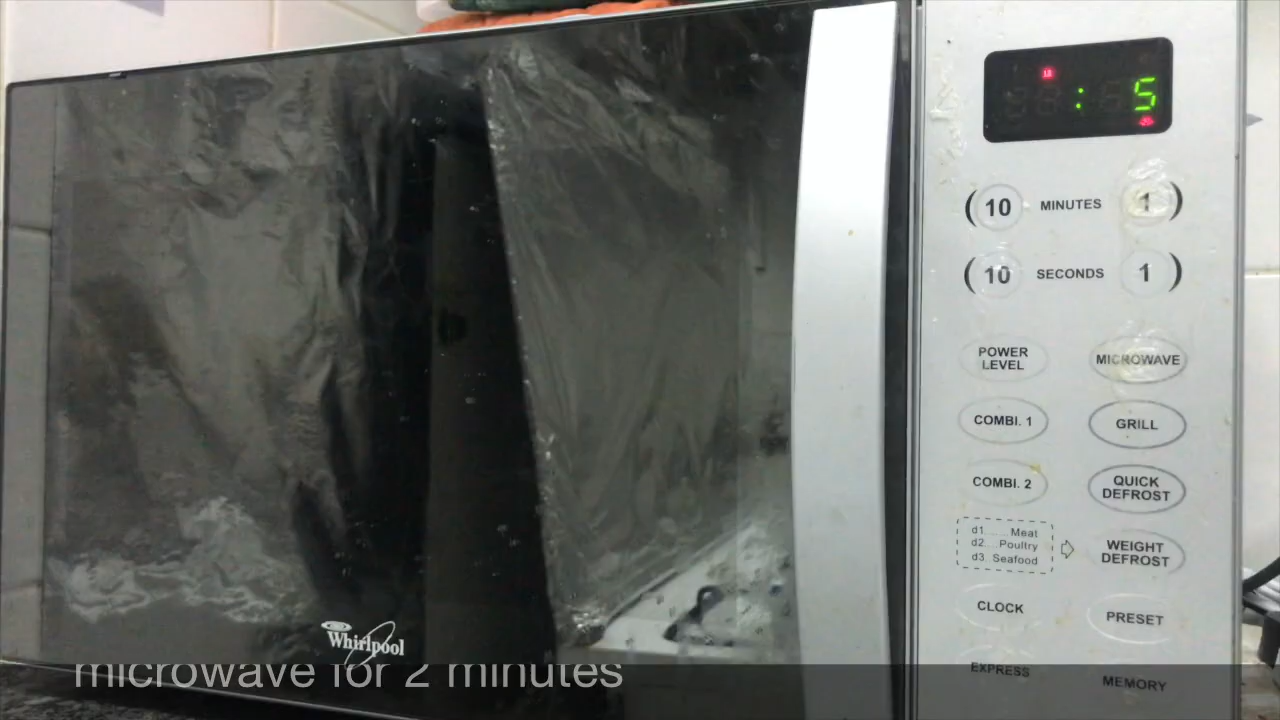 : 5
10 MINUTES 1
10 SECONDS 1
POWER LEVEL
MICROWAVE
COMBI. 1
GRILL
COMBI. 2
QUICK DEFROST
d1......Meat
d2....Poultry
d3 Seafood
WEIGHT DEFROST
CLOCK
PRESET
EXPRESS
MEMORY
Whirlpool
microwave for 2 minutes